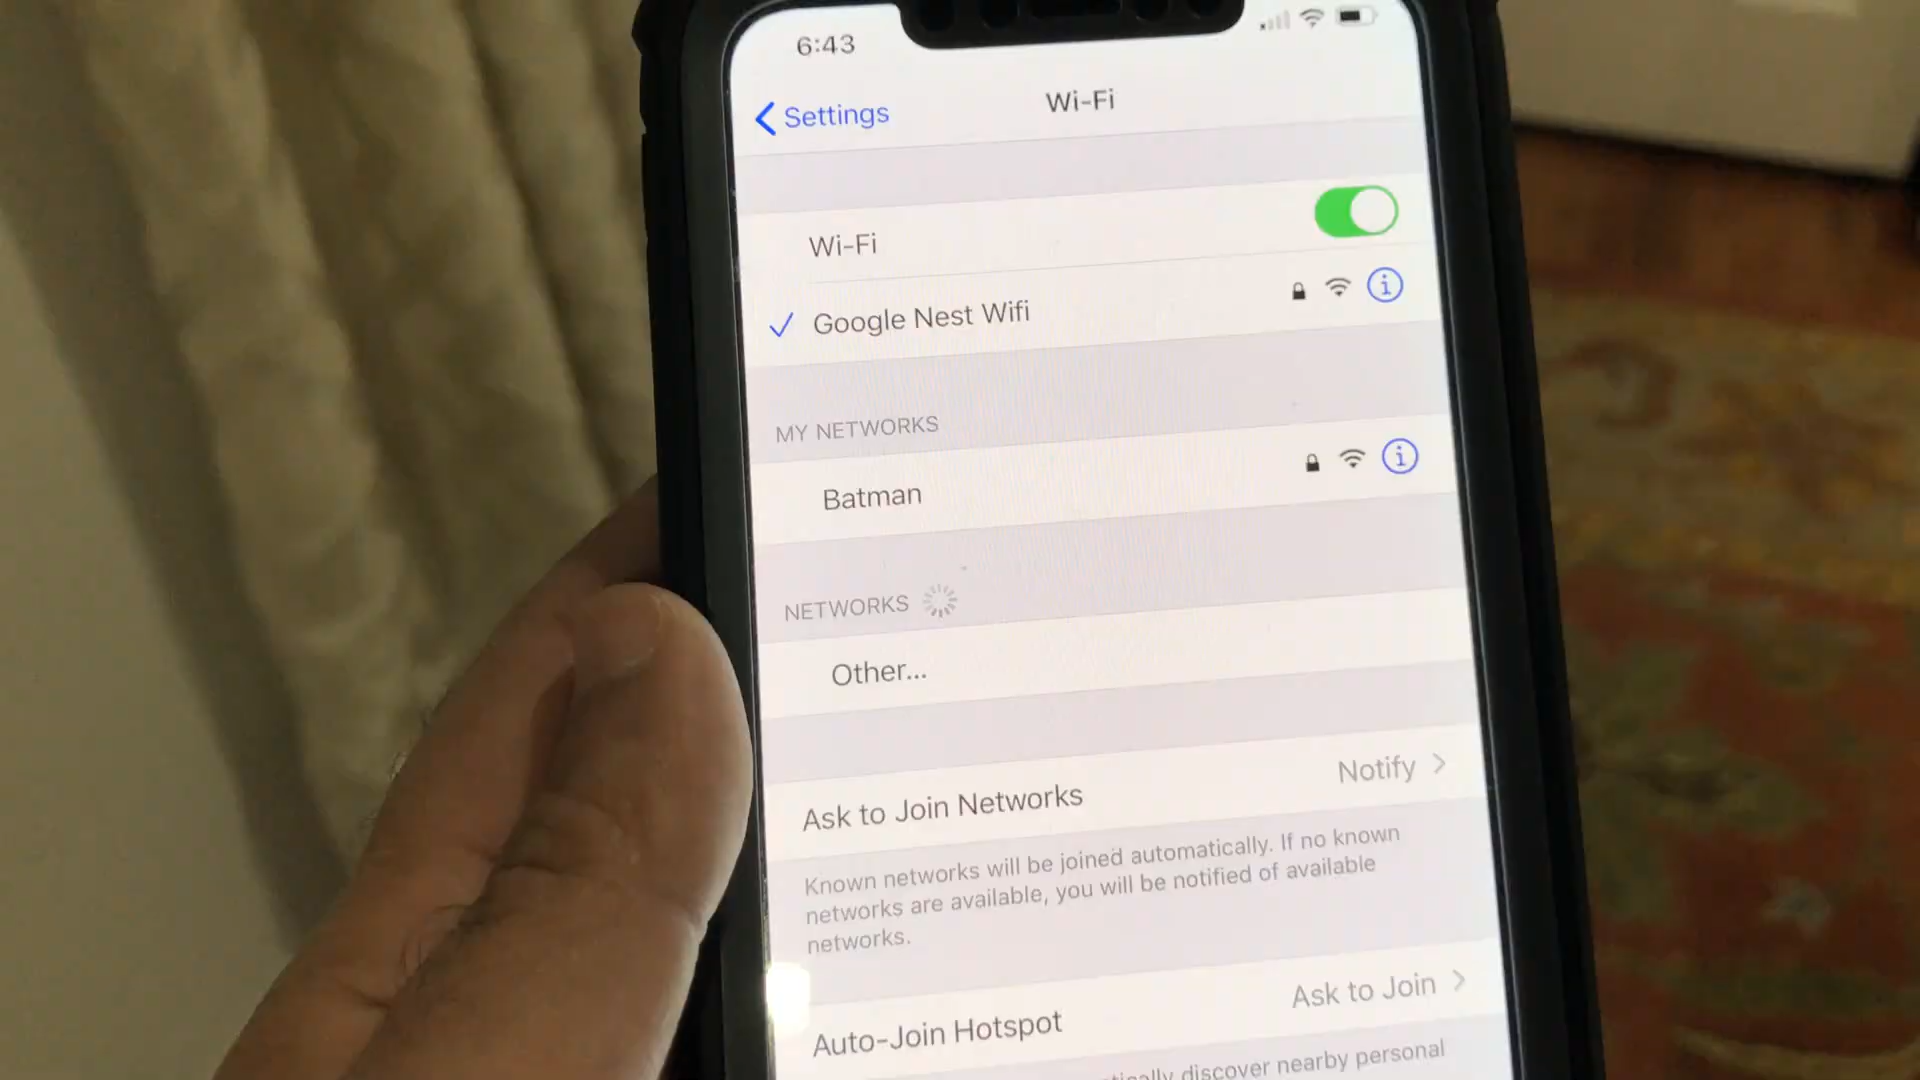 6:43
Settings
Wi-Fi
Wi-Fi
Google Nest Wifi
MY NETWORKS
Batman
NETWORKS
Other...
Ask to Join Networks
Notify
Known networks will be joined automatically. If no known
networks are available, you will be notified of available
networks.
Auto-Join Hotspot
Ask to Join
discover nearby personal